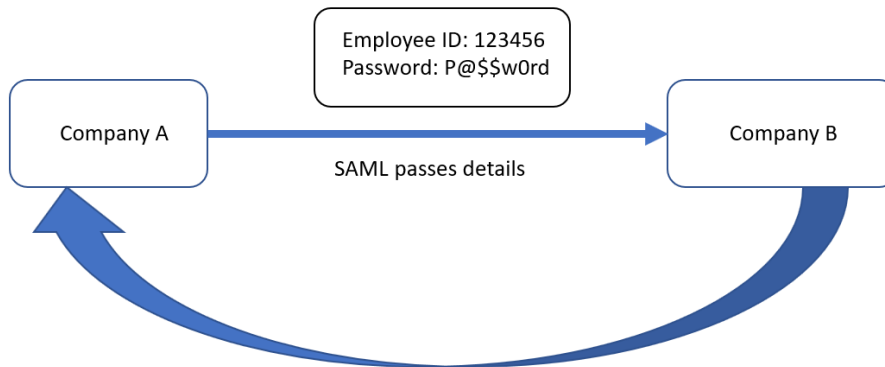 Employee ID: 123456
Password: P@$$w0rd
Company A
Company B
SAML passes details